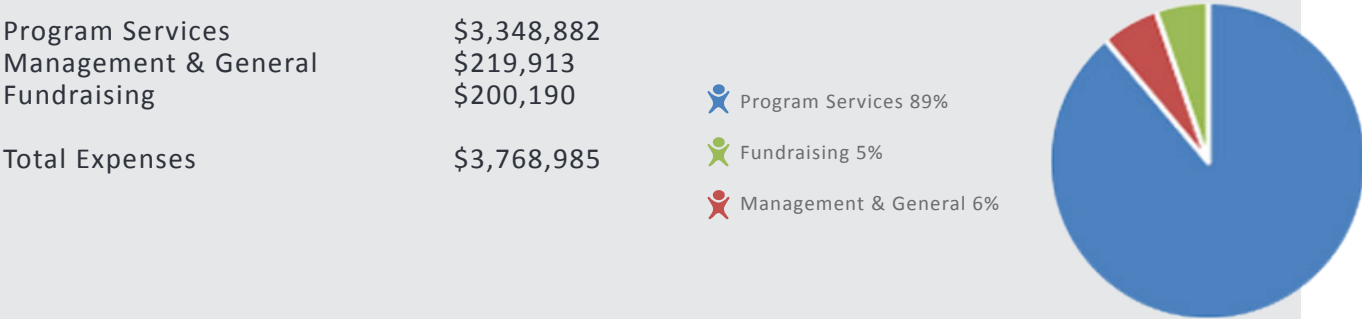 Program Services $3,348,882
Management & General $219,913
Fundraising $200,190
Total Expenses $3,768,985
Program Services 89%
Fundraising 5%
Management & General 6%